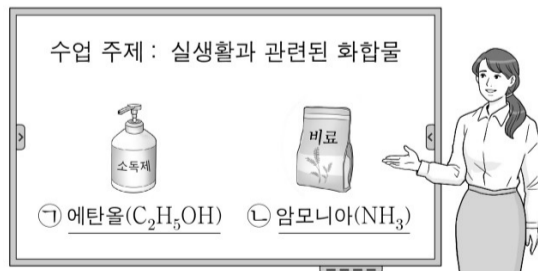 수업 주제 : 실생활과 관련된 화합물
소독제
비료
㉠ 에탄올(C₂H₅OH) ㉡ 암모니아(NH₃)